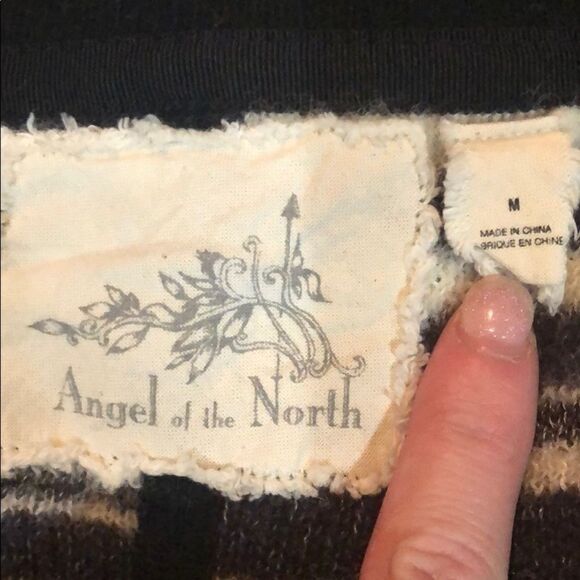 Angel of the North
M
MADE IN CHINA
BRIQUE EN CHINE